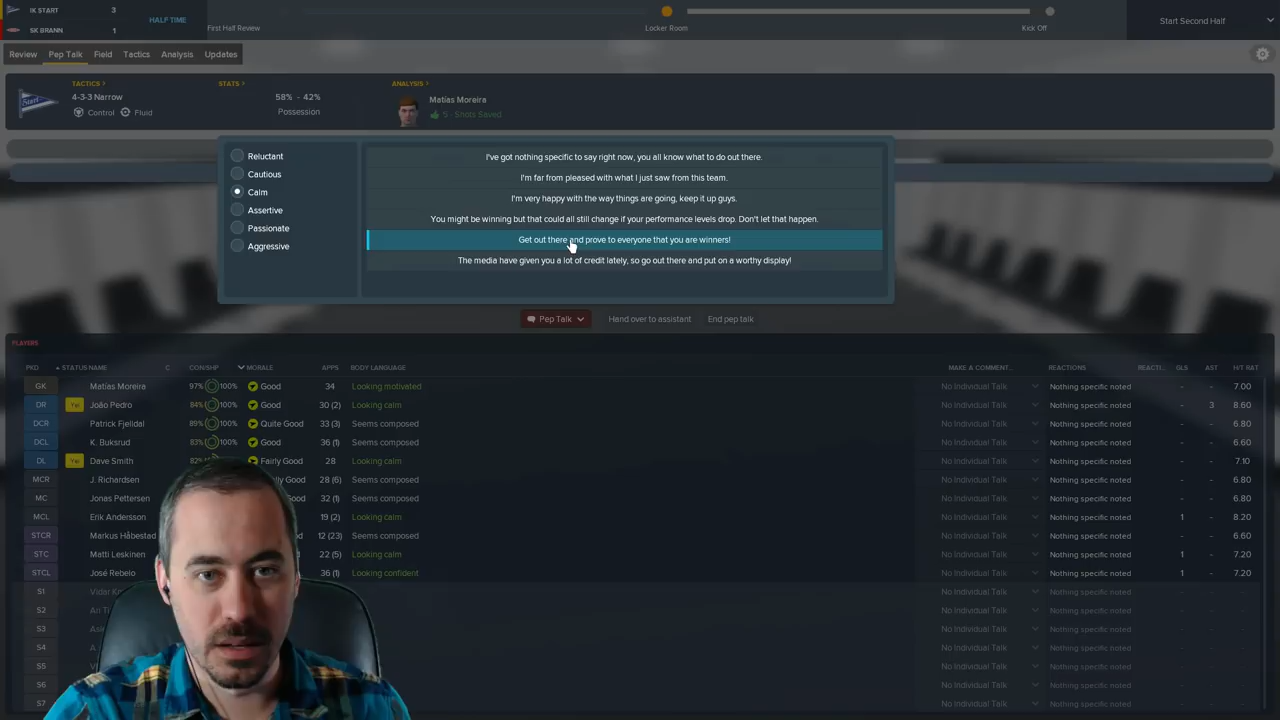 IK START 3
SK BRANN 1
HALF TIME
First Half Review
Locker Room
Kick Off
Start Second Half
Review Pep Talk Field Tactics Analysis Updates
TACTICS >
4-3-3 Narrow
Control Fluid
STATS >
58% - 42%
Possession
ANALYSIS >
Matías Moreira
5 - Shots Saved
Start
Reluctant
Cautious
Calm
Assertive
Passionate
Aggressive
I've got nothing specific to say right now, you all know what to do out there.
I'm far from pleased with what I just saw from this team.
I'm very happy with the way things are going, keep it up guys.
You might be winning but that could all still change if your performance levels drop. Don't let that happen.
Get out there and prove to everyone that you are winners!
The media have given you a lot of credit lately, so go out there and put on a worthy display!
Pep Talk Hand over to assistant End pep talk
PLAYERS
PKD STATUS NAME C CON SHP MORALE APPS BODY LANGUAGE MAKE A COMMENT... REACTIONS REACTI... GLS AST H/T RAT
GK Matías Moreira 97% 100% Good 34 Looking motivated No Individual Talk Nothing specific noted - - 7.00
DR Yel João Pedro 84% 100% Good 30 (2) Looking calm No Individual Talk Nothing specific noted - 3 8.60
DCR Patrick Fjelldal 89% 100% Quite Good 33 (3) Seems composed No Individual Talk Nothing specific noted - - 6.80
DCL K. Buksrud 83% 100% Good 36 (1) Seems composed No Individual Talk Nothing specific noted - - 6.60
DL Yel Dave Smith 82% Fairly Good 28 Looking calm No Individual Talk Nothing specific noted - - 7.10
MCR J. Richardsen Good 28 (6) Seems composed No Individual Talk Nothing specific noted - - 6.80
MC Jonas Pettersen Good 32 (1) Seems composed No Individual Talk Nothing specific noted - - 6.80
MCL Erik Andersson 19 (2) Looking calm No Individual Talk Nothing specific noted 1 - 8.20
STCR Markus Håbestad 12 (23) Seems composed No Individual Talk Nothing specific noted - - 6.60
STC Matti Leskinen 22 (5) Looking calm No Individual Talk Nothing specific noted 1 - 7.20
STCL José Rebelo 36 (1) Looking confident No Individual Talk Nothing specific noted 1 - 7.20
S1 Vidar No Individual Talk Nothing specific noted - - -
S2 No Individual Talk Nothing specific noted - - -
S3 No Individual Talk Nothing specific noted - - -
S4 No Individual Talk Nothing specific noted - - -
S5 No Individual Talk Nothing specific noted - - -
S6 No Individual Talk Nothing specific noted - - -
S7 No Individual Talk Nothing specific noted - - -